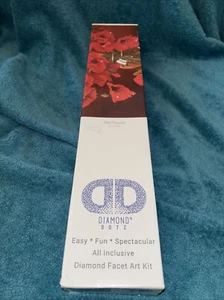 DIAMOND®
DOTZ
Easy * Fun * Spectacular
All Inclusive
Diamond Facet Art Kit